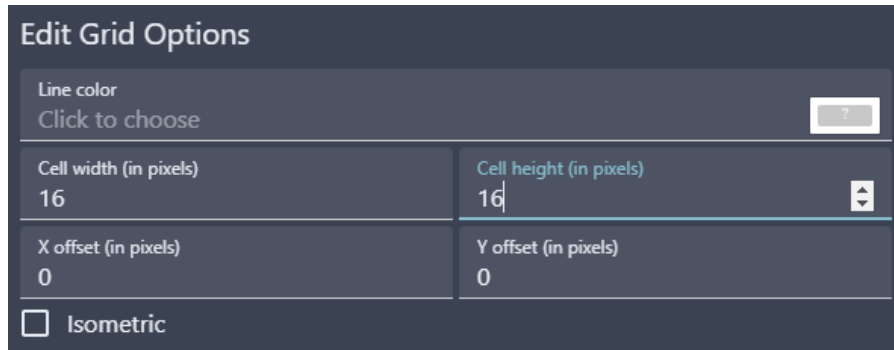 Edit Grid Options
Line color
Click to choose
?
Cell width (in pixels)
16
Cell height (in pixels)
16
X offset (in pixels)
0
Y offset (in pixels)
0
Isometric